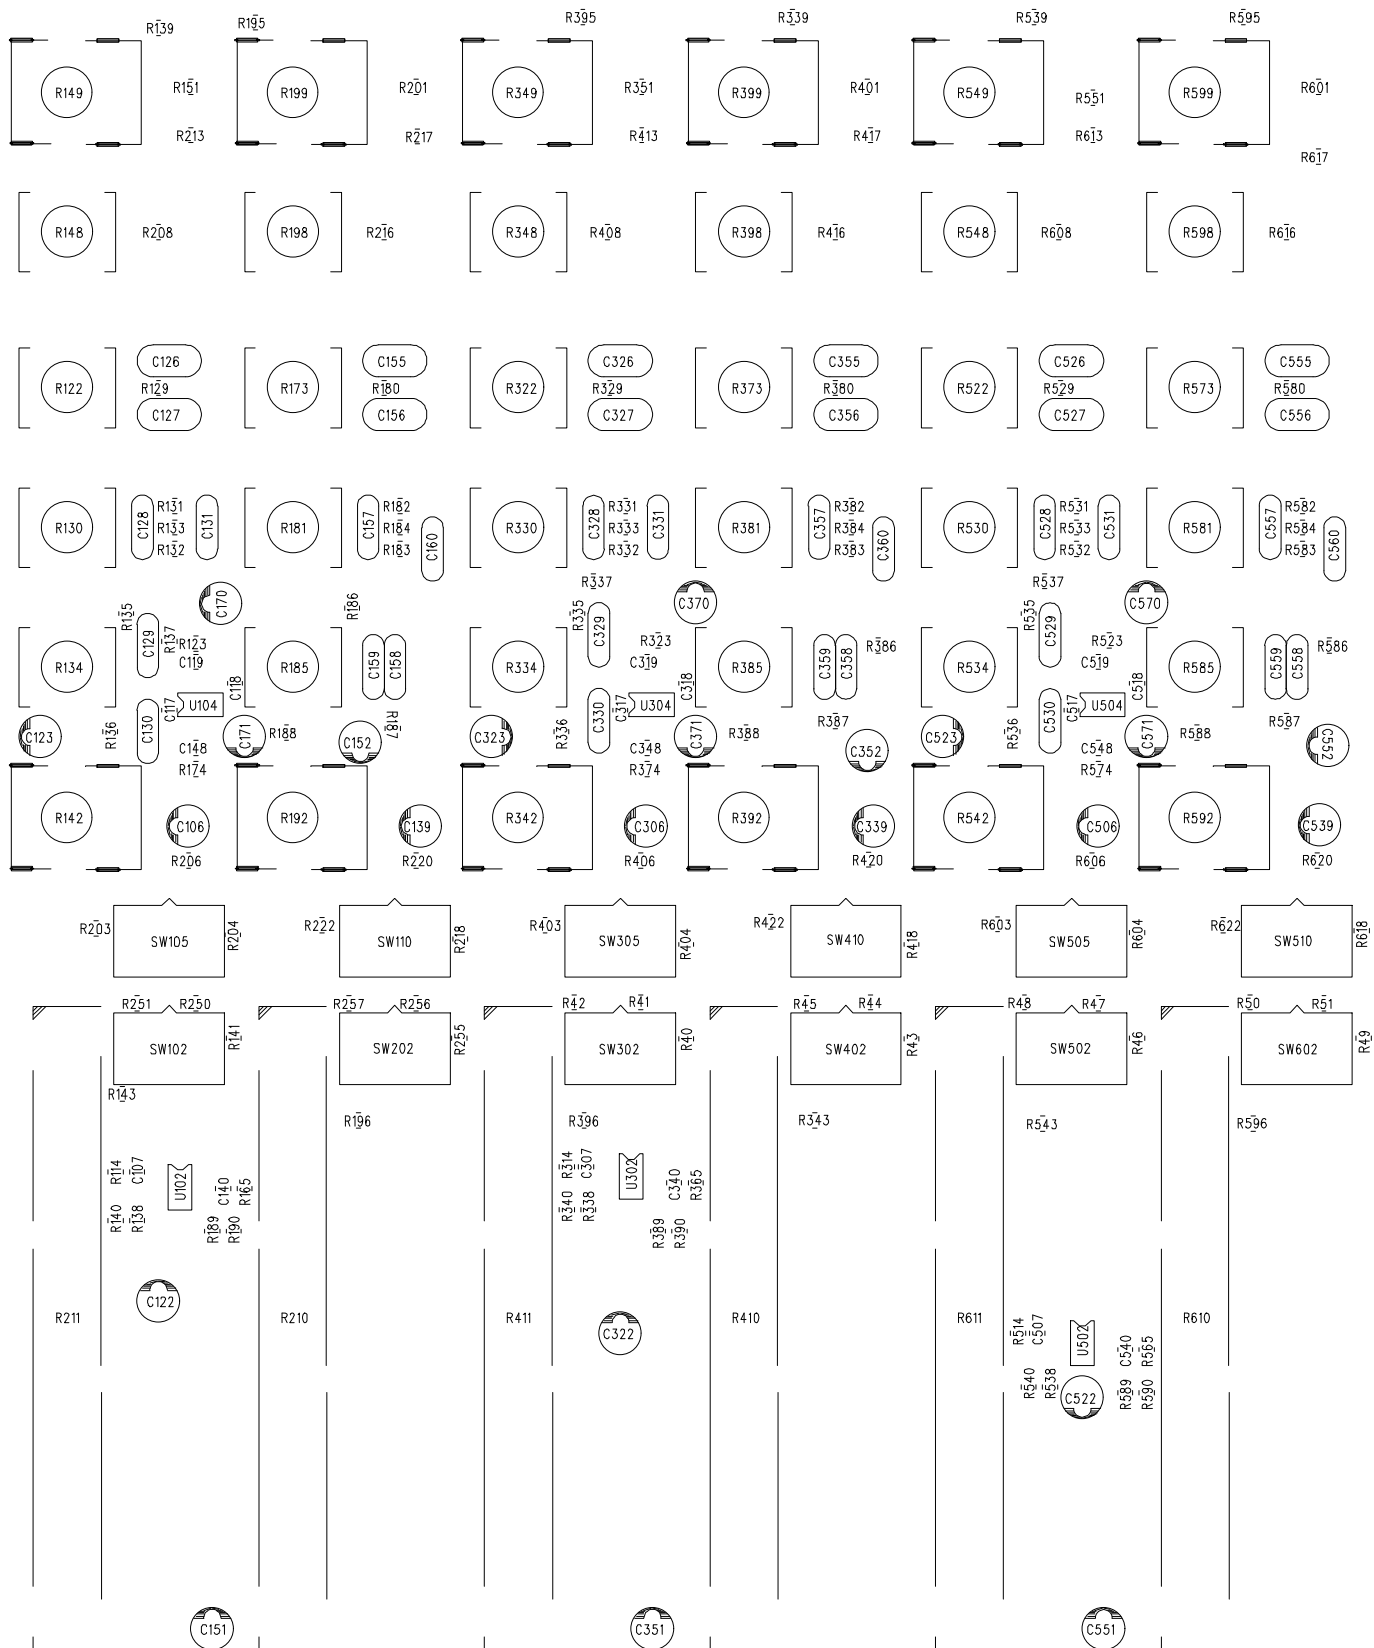 R139 R195 R395 R339 R539 R595
R149 R151 R199 R201 R349 R351 R399 R401 R549 R551 R599 R601
R213 R217 R413 R417 R613 R617
R148 R208 R198 R216 R348 R408 R398 R416 R548 R608 R598 R616
C126 C155 C326 C355 C526 C555
R122 R129 R173 R180 R322 R329 R373 R380 R522 R529 R573 R580
C127 C156 C327 C356 C527 C556
R131 R182 R331 R382 R531 R582
R130 C128 R133 C131 R181 C157 R184 C160 R330 C328 R333 C331 R381 C357 R384 C360 R530 C528 R533 C531 R581 C557 R584 C560
R132 R183 R332 R383 R532 R583
R337 R537
C170 C370 C570
R135 R186 R335 R535
R137 R123 C129 C329 R323 R386 C529 R523 R586
C119 C319 C519
R134 R185 C159 C158 R334 R385 C359 C358 R534 R585 C559 C558
C118 C318 C518
C117 U104 C317 U304 C517 U504
R187 R387 R587
C123 R136 C130 C171 R188 C152 C323 R336 C330 C371 R388 C352 C523 R536 C530 C571 R588 C552
C148 C348 C548
R174 R374 R574
R142 C106 R192 C139 R342 C306 R392 C339 R542 C506 R592 C539
R206 R220 R406 R420 R606 R620
R203 R204 R222 R218 R403 R404 R422 R418 R603 R604 R622 R618
SW105 SW110 SW305 SW410 SW505 SW510
R251 R250 R257 R256 R42 R41 R45 R44 R48 R47 R50 R51
R141 R255 R40 R43 R46 R49
SW102 SW202 SW302 SW402 SW502 SW602
R143
R196 R396 R343 R543 R596
R114 C107 U102 C140 R165 R314 C307 U302 C340 R365
R140 R138 R189 R190 R340 R338 R389 R390
C122
R211 R210 R411 R410 R611 R610
C322 R514 C507 U502 C540 R565
R540 R538 C522 R589 R590
C151 C351 C551